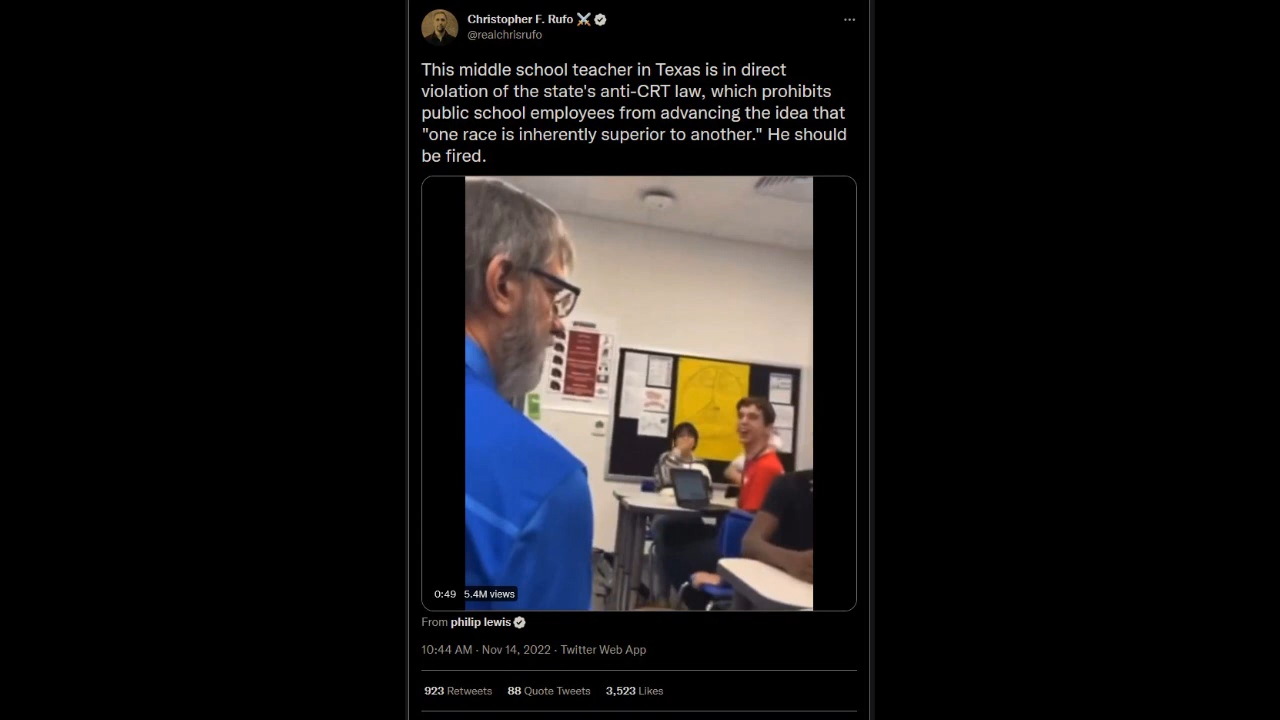 Christopher F. Rufo ⚔
@realchrisrufo
This middle school teacher in Texas is in direct
violation of the state's anti-CRT law, which prohibits
public school employees from advancing the idea that
"one race is inherently superior to another." He should
be fired.
0:49 5.4M views
From philip lewis
10:44 AM · Nov 14, 2022 · Twitter Web App
923 Retweets 88 Quote Tweets 3,523 Likes